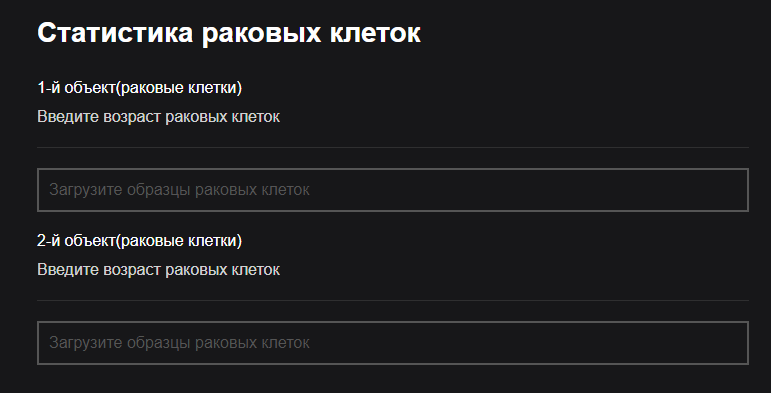 Статистика раковых клеток
1-й объект(раковые клетки)
Введите возраст раковых клеток
Загрузите образцы раковых клеток
2-й объект(раковые клетки)
Введите возраст раковых клеток
Загрузите образцы раковых клеток